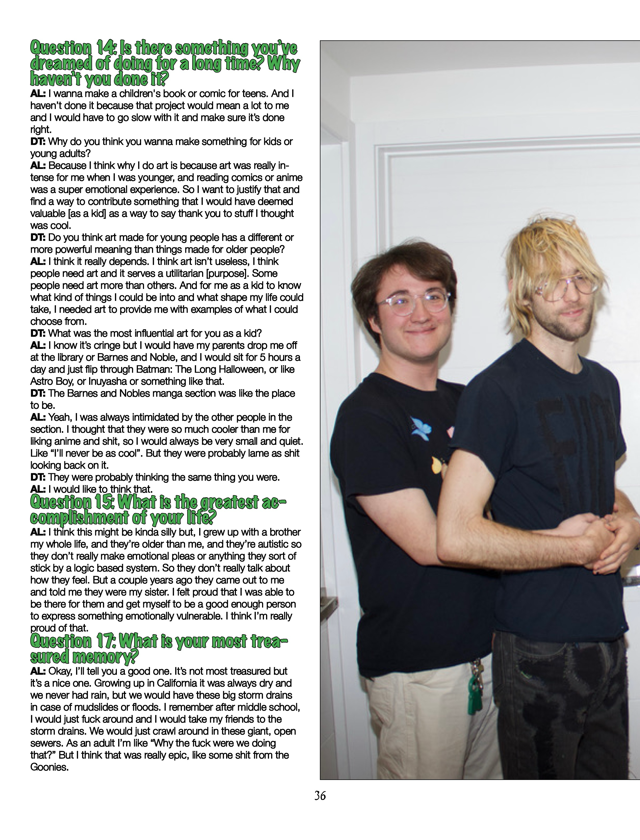 Question 14: Is there something you've
dreamed of doing for a long time? Why
haven't you done it?
AL: I wanna make a children's book or comic for teens. And I
haven't done it because that project would mean a lot to me
and I would have to go slow with it and make sure it's done
right.
DT: Why do you think you wanna make something for kids or
young adults?
AL: Because I think why I do art is because art was really in-
tense for me when I was younger, and reading comics or anime
was a super emotional experience. So I want to justify that and
find a way to contribute something that I would have deemed
valuable [as a kid] as a way to say thank you to stuff I thought
was cool.
DT: Do you think art made for young people has a different or
more powerful meaning than things made for older people?
AL: I think it really depends. I think art isn't useless, I think
people need art and it serves a utilitarian [purpose]. Some
people need art more than others. And for me as a kid to know
what kind of things I could be into and what shape my life could
take, I needed art to provide me with examples of what I could
choose from.
DT: What was the most influential art for you as a kid?
AL: I know it's cringe but I would have my parents drop me off
at the library or Barnes and Noble, and I would sit for 5 hours a
day and just flip through Batman: The Long Halloween, or like
Astro Boy, or Inuyasha or something like that.
DT: The Barnes and Nobles manga section was like the place
to be.
AL: Yeah, I was always intimidated by the other people in the
section. I thought that they were so much cooler than me for
liking anime and shit, so I would always be very small and quiet.
Like "I'll never be as cool". But they were probably lame as shit
looking back on it.
DT: They were probably thinking the same thing you were.
AL: I would like to think that.
Question 15: What is the greatest ac-
complishment of your life?
AL: I think this might be kinda silly but, I grew up with a brother
my whole life, and they're older than me, and they're autistic so
they don't really make emotional pleas or anything they sort of
stick by a logic based system. So they don't really talk about
how they feel. But a couple years ago they came out to me
and told me they were my sister. I felt proud that I was able to
be there for them and get myself to be a good enough person
to express something emotionally vulnerable. I think I'm really
proud of that.
Question 17: What is your most trea-
sured memory?
AL: Okay, I'll tell you a good one. It's not most treasured but
it's a nice one. Growing up in California it was always dry and
we never had rain, but we would have these big storm drains
in case of mudslides or floods. I remember after middle school,
I would just fuck around and I would take my friends to the
storm drains. We would just crawl around in these giant, open
sewers. As an adult I'm like "Why the fuck were we doing
that?" But I think that was really epic, like some shit from the
Goonies.
36